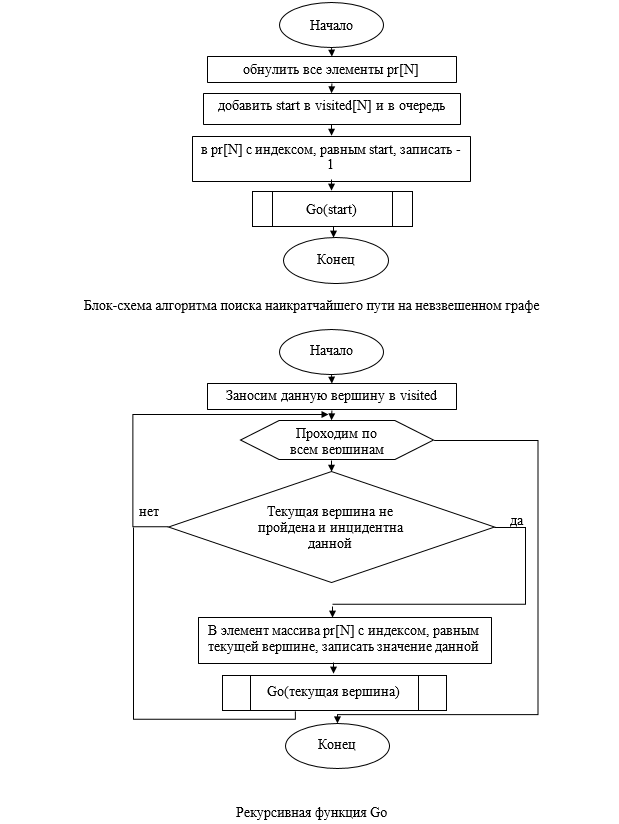 Начало
обнулить все элементы pr[N]
добавить start в visited[N] и в очередь
в pr[N] с индексом, равным start, записать -
1
Go(start)
Конец
Блок-схема алгоритма поиска наикратчайшего пути на невзвешенном графе
Начало
Заносим данную вершину в visited
Проходим по
всем вершинам
нет
Текущая вершина не
пройдена и инцидентна
данной
да
В элемент массива pr[N] с индексом, равным
текущей вершине, записать значение данной
Go(текущая вершина)
Конец
Рекурсивная функция Go